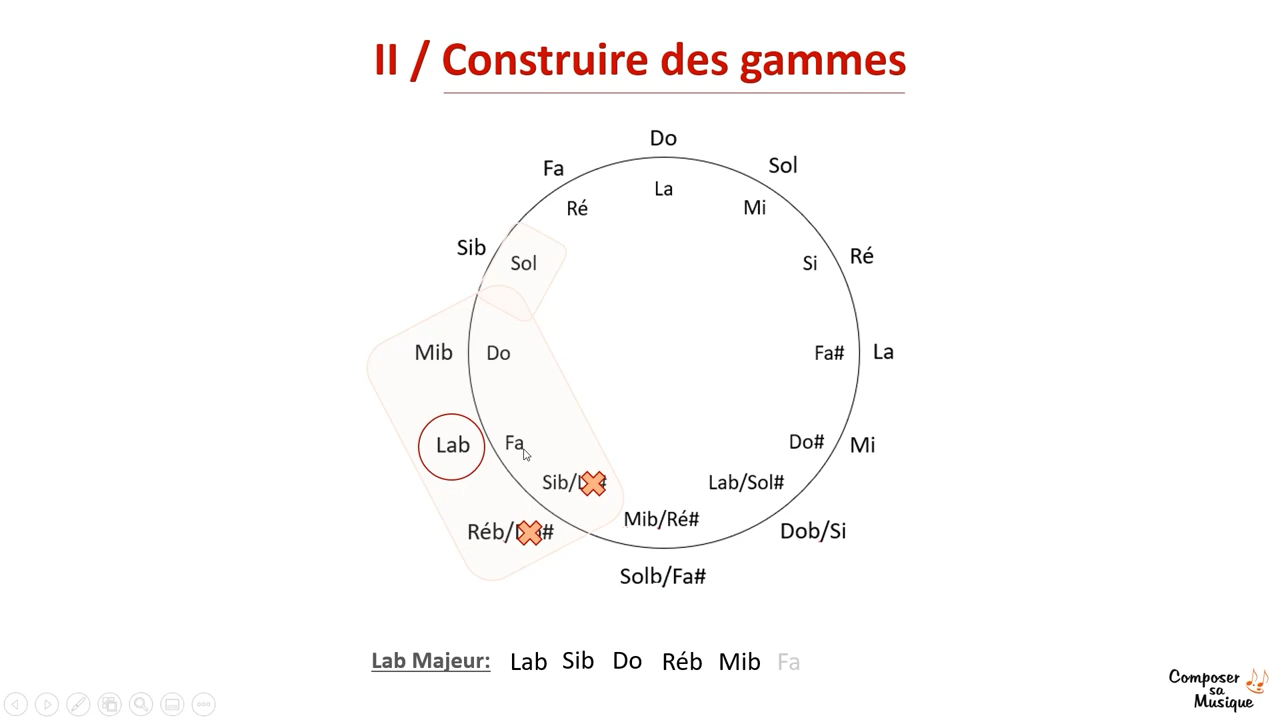 II / Construire des gammes
Do
Fa
Sol
La
Ré
Mi
Sib
Sol
Si
Ré
Mib
Do
Fa#
La
Lab
Fa
Do#
Mi
Sib/
Lab/Sol#
Mib/Ré#
Réb/
Dob/Si
Solb/Fa#
Lab Majeur: Lab Sib Do Réb Mib Fa
Composer
sa
Musique